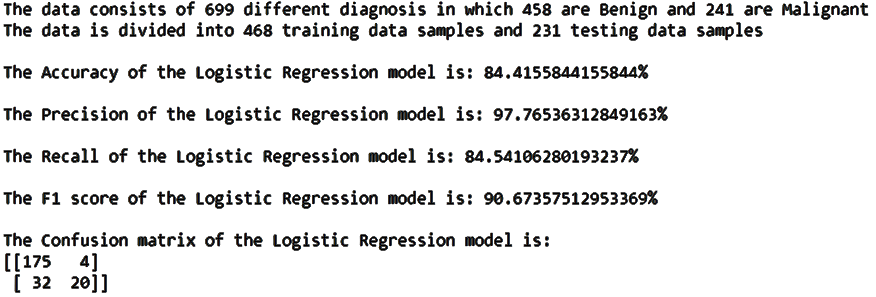 The data consists of 699 different diagnosis in which 458 are Benign and 241 are Malignant
The data is divided into 468 training data samples and 231 testing data samples
The Accuracy of the Logistic Regression model is: 84.4155844155844%
The Precision of the Logistic Regression model is: 97.76536312849163%
The Recall of the Logistic Regression model is: 84.54106280193237%
The F1 score of the Logistic Regression model is: 90.67357512953369%
The Confusion matrix of the Logistic Regression model is:
[[175   4]
 [ 32  20]]